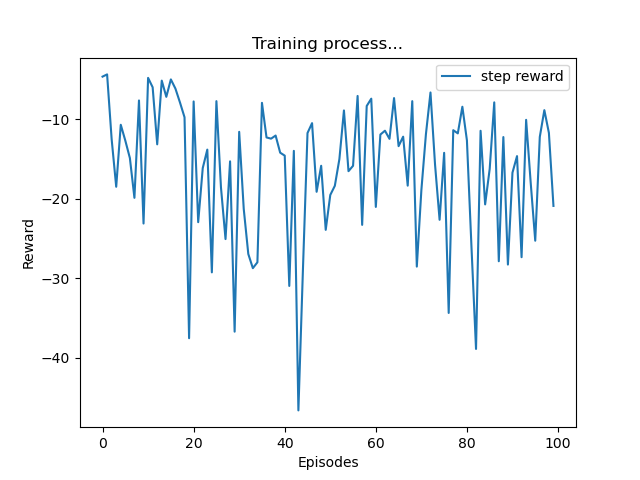 Training process...
step reward
Reward
−10
−20
−30
−40
0 20 40 60 80 100
Episodes